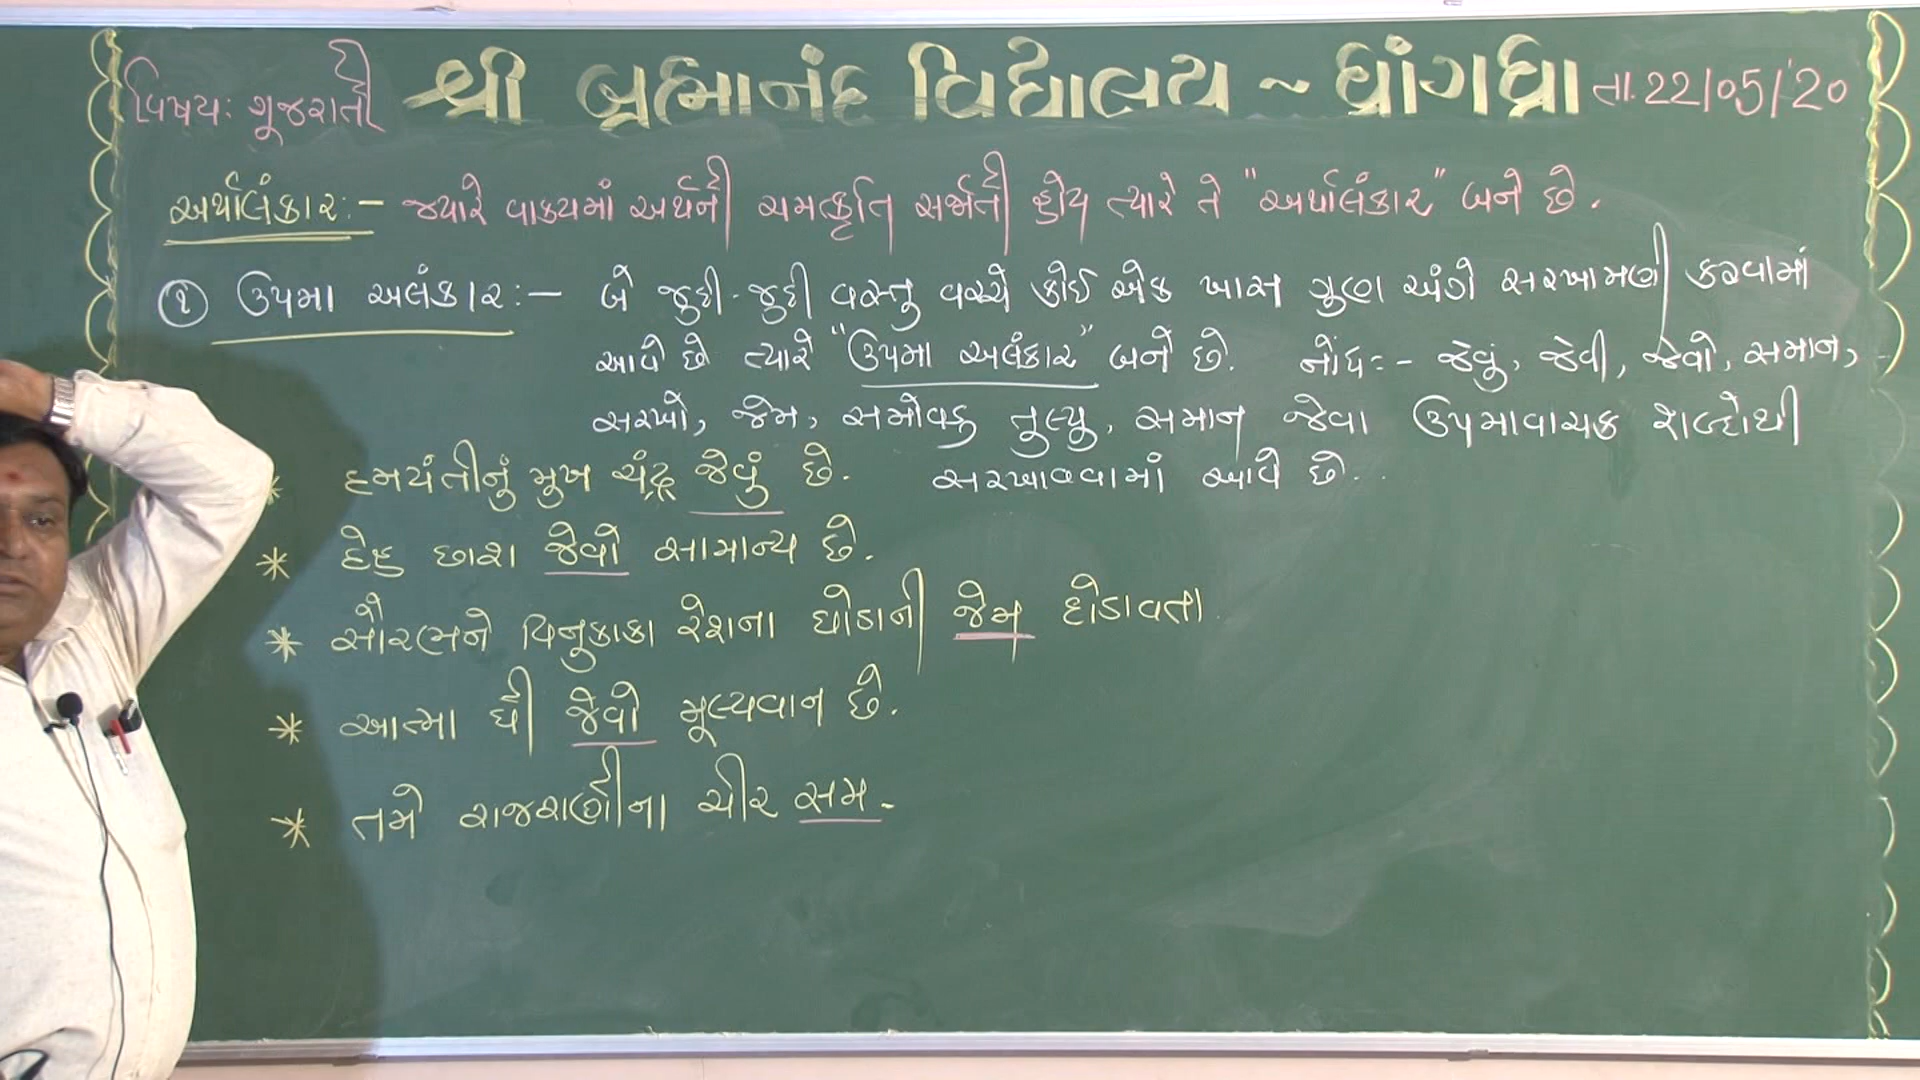 વિષય: ગૂજરાતી શ્રી બ્રહ્માનંદ વિદ્યાલય ~ ધ્રાંગધ્રા તા. 22/05/'20
અર્થાલંકાર:- જ્યારે વાક્યમાં અર્થની ચમત્કૃતિ સર્જાતી હોય ત્યારે તે "અર્થાલંકાર" બને છે.
① ઉપમા અલંકાર:- બે જુદી-જુદી વસ્તુ વચ્ચે કોઈ એક ખાસ ગુણ અંગે સરખામણી કરવામાં
આવે છે ત્યારે "ઉપમા અલંકાર" બને છે. નોંધ:- જેવું, જેવી, જેવો, સમાન,
સરખો, જેમ, સમોવડુ તુલ્યુ, સમાન જેવા ઉપમાવાચક શબ્દોથી
સરખાવવામાં આવે છે.
* દમયંતીનું મુખ ચંદ્ર જેવું છે.
* દેહ છાશ જેવો સામાન્ય છે.
* સૌરભને વિનુકાકા રેશના ઘોડાની જેમ દોડાવતા.
* આત્મા ઘી જેવો મૂલ્યવાન છે.
* તમે રાજરાણીના ચીર સમ.